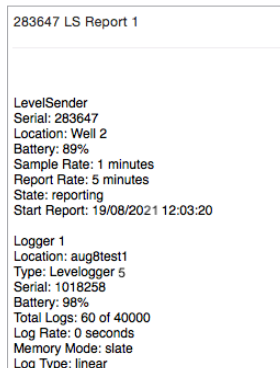 283647 LS Report 1
LevelSender
Serial: 283647
Location: Well 2
Battery: 89%
Sample Rate: 1 minutes
Report Rate: 5 minutes
State: reporting
Start Report: 19/08/2021 12:03:20
Logger 1
Location: aug8test1
Type: Levelogger 5
Serial: 1018258
Battery: 98%
Total Logs: 60 of 40000
Log Rate: 0 seconds
Memory Mode: slate
Log Type: linear